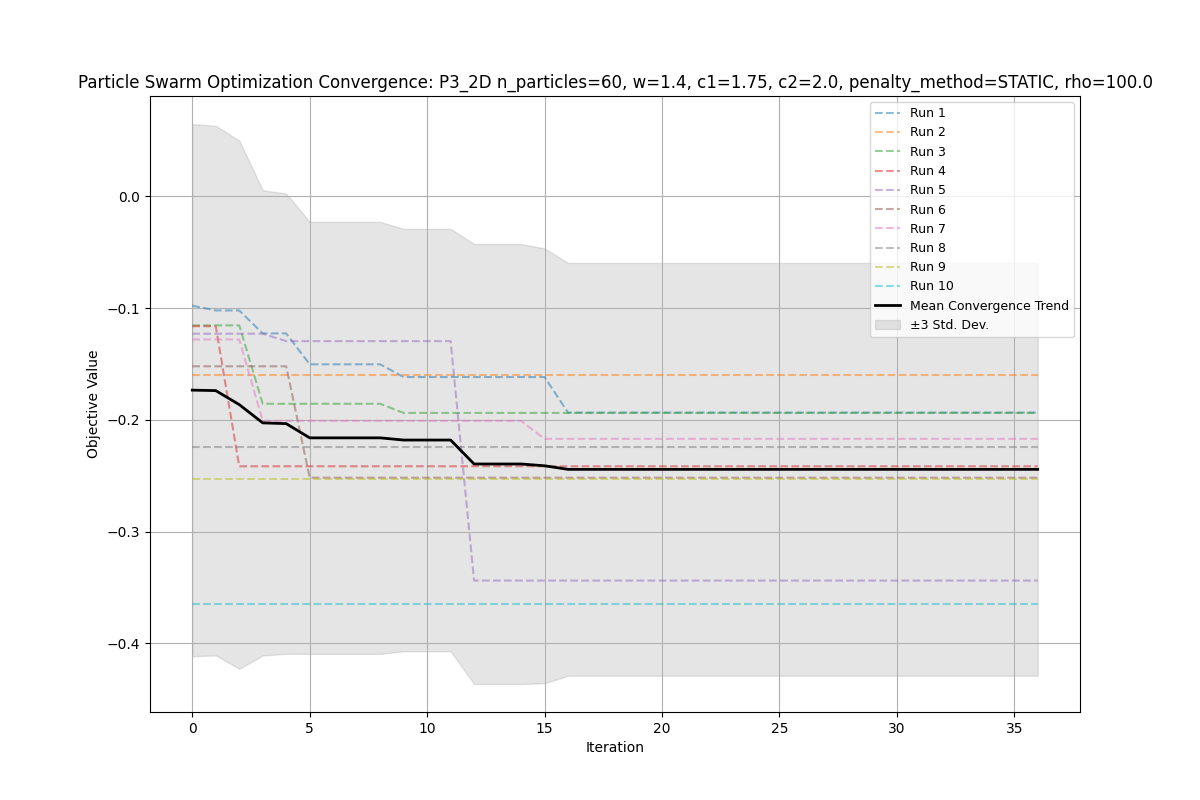 Particle Swarm Optimization Convergence: P3_2D n_particles=60, w=1.4, c1=1.75, c2=2.0, penalty_method=STATIC, rho=100.0
Run 1
Run 2
Run 3
Run 4
Run 5
Run 6
Run 7
Run 8
Run 9
Run 10
Mean Convergence Trend
±3 Std. Dev.
Objective Value
0.0
−0.1
−0.2
−0.3
−0.4
0 5 10 15 20 25 30 35
Iteration